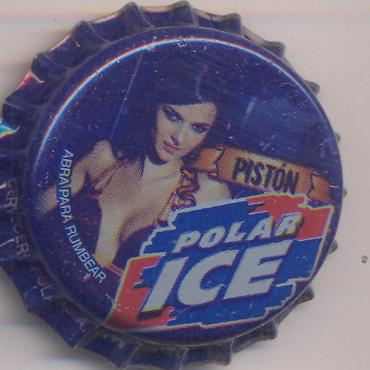 PISTÓN
POLAR
ICE
ABRA PARA RUMBEAR